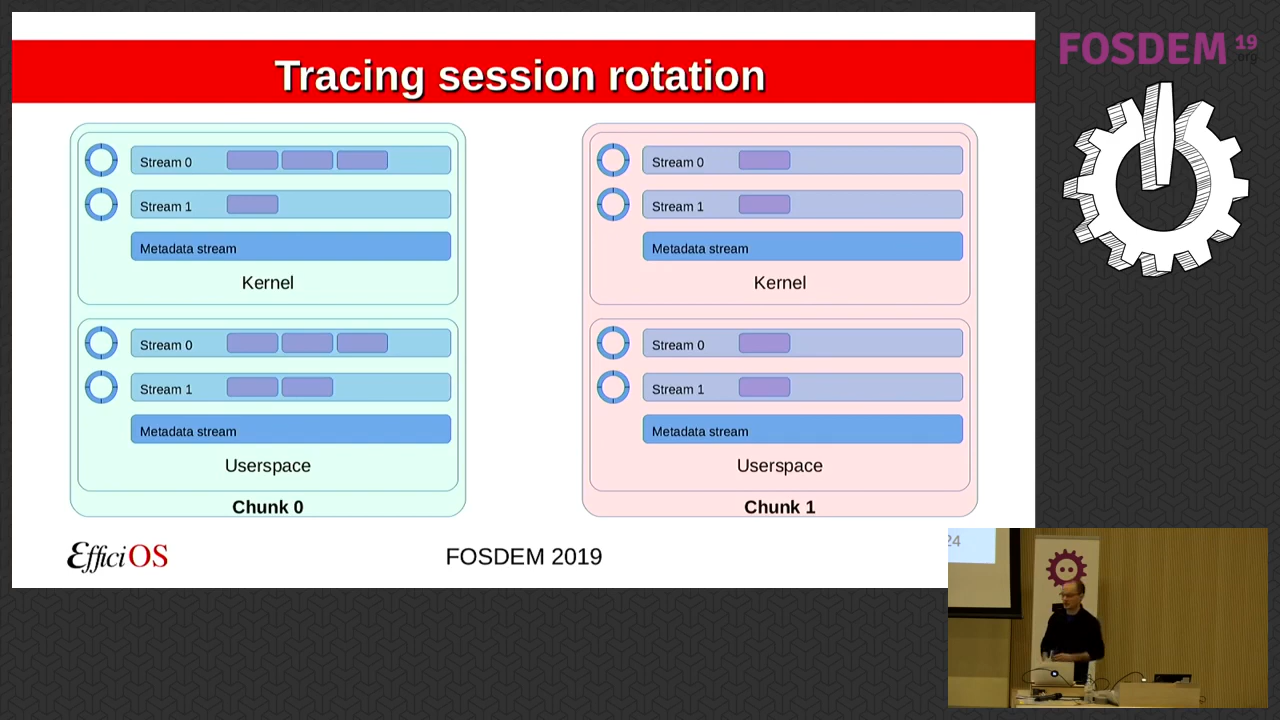 Tracing session rotation
Stream 0
Stream 1
Metadata stream
Kernel
Stream 0
Stream 1
Metadata stream
Userspace
Chunk 0
Stream 0
Stream 1
Metadata stream
Kernel
Stream 0
Stream 1
Metadata stream
Userspace
Chunk 1
EfficiOS
FOSDEM 2019
FOSDEM 19
.org
24